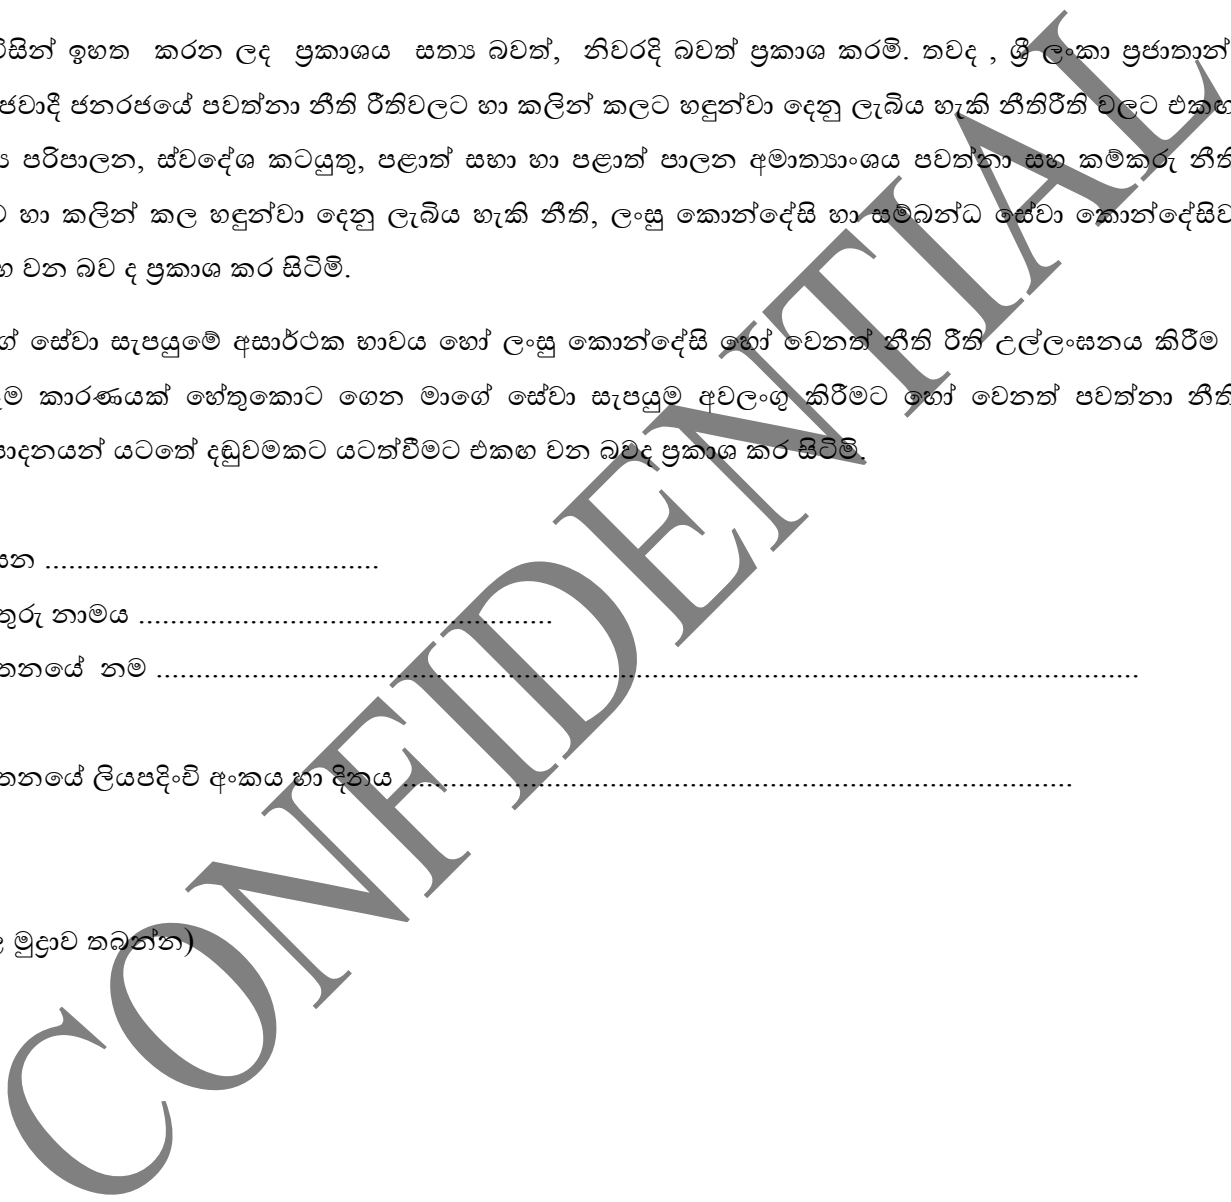 විසින් ඉහත කරන ලද ප්‍රකාශය සත්‍ය බවත්, නිවරදි බවත් ප්‍රකාශ කරමි. තවද , ශ්‍රී ලංකා ප්‍රජාතාන්
ජවාදී ජනරජයේ පවත්නා නීති රීතිවලට හා කලින් කලට හඳුන්වා දෙනු ලැබිය හැකි නීතිරීති වලට එකඟ
ය පරිපාලන, ස්වදේශ කටයුතු, පළාත් සභා හා පළාත් පාලන අමාත්‍යාංශය පවත්නා සහ කම්කරු නීති
ට හා කලින් කල හඳුන්වා දෙනු ලැබිය හැකි නීති, ලංසු කොන්දේසි හා සම්බන්ධ සේවා කොන්දේසිව
හ වන බව ද ප්‍රකාශ කර සිටිමි.
ගේ සේවා සැපයුමේ අසාර්ථක භාවය හෝ ලංසු කොන්දේසි හෝ වෙනත් නීති රීති උල්ලංඝනය කිරීම
ම කාරණයක් හේතුකොට ගෙන මාගේ සේවා සැපයුම අවලංගු කිරීමට හෝ වෙනත් පවත්නා නීති
පාදනයන් යටතේ දඬුවමකට යටත්වීමට එකඟ වන බවද ප්‍රකාශ කර සිටිමි.
සන ..........................................
තුරු නාමය ....................................................
තනයේ නම ...........................................................................................................................
තනයේ ලියපදිංචි අංකය හා දිනය ....................................................................................
ල මුද්‍රාව තබන්න)
CONFIDENTIAL